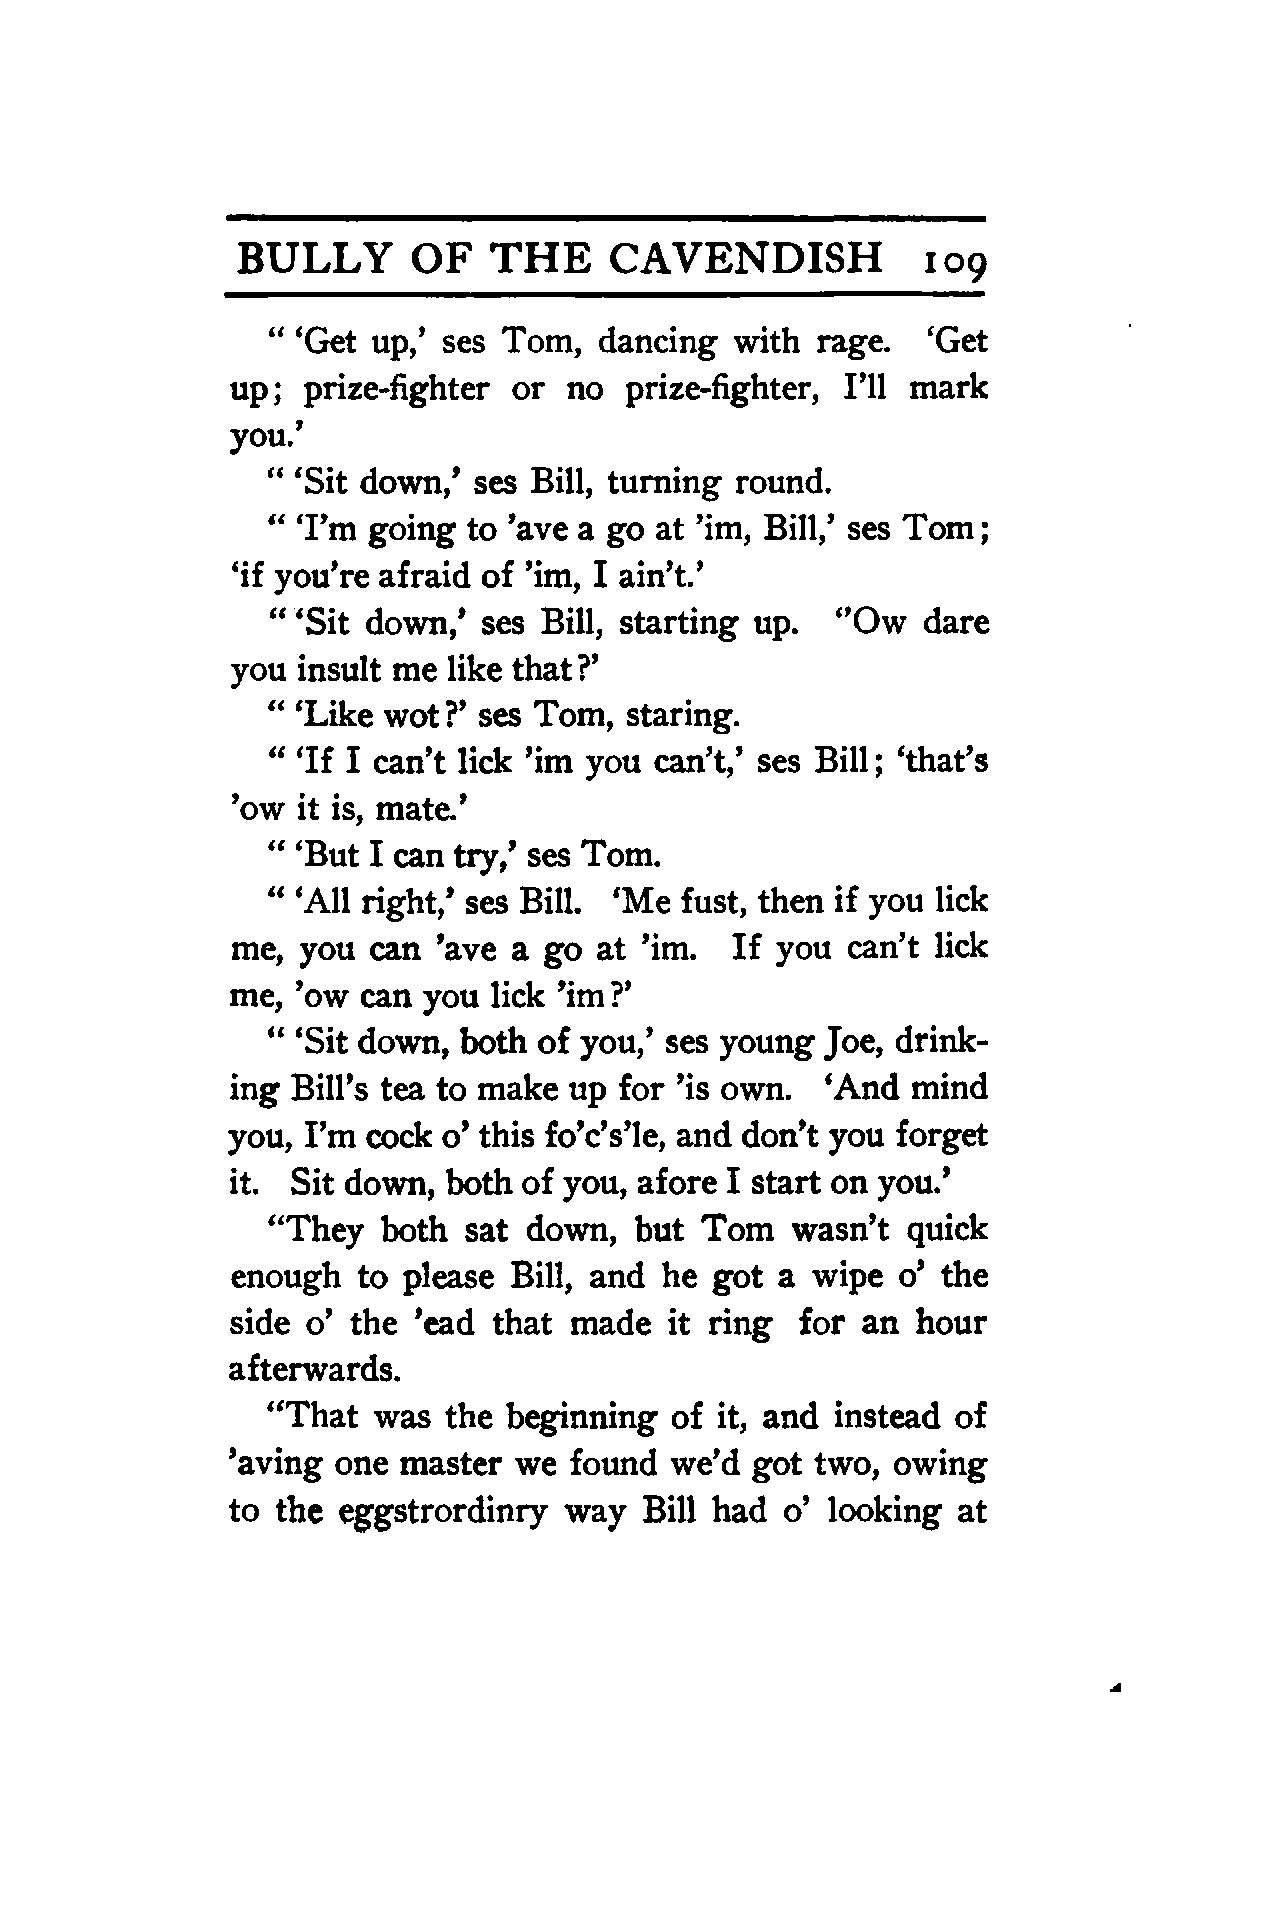 BULLY OF THE CAVENDISH 109
“ ‘Get up,’ ses Tom, dancing with rage. ‘Get
up; prize-fighter or no prize-fighter, I’ll mark
you.’
“ ‘Sit down,’ ses Bill, turning round.
“ ‘I’m going to ’ave a go at ’im, Bill,’ ses Tom;
‘if you’re afraid of ’im, I ain’t.’
“ ‘Sit down,’ ses Bill, starting up. ‘’Ow dare
you insult me like that?’
“ ‘Like wot?’ ses Tom, staring.
“ ‘If I can’t lick ’im you can’t,’ ses Bill; ‘that’s
’ow it is, mate.’
“ ‘But I can try,’ ses Tom.
“ ‘All right,’ ses Bill. ‘Me fust, then if you lick
me, you can ’ave a go at ’im. If you can’t lick
me, ’ow can you lick ’im?’
“ ‘Sit down, both of you,’ ses young Joe, drink-
ing Bill’s tea to make up for ’is own. ‘And mind
you, I’m cock o’ this fo’c’s’le, and don’t you forget
it. Sit down, both of you, afore I start on you.’
“They both sat down, but Tom wasn’t quick
enough to please Bill, and he got a wipe o’ the
side o’ the ’ead that made it ring for an hour
afterwards.
“That was the beginning of it, and instead of
’aving one master we found we’d got two, owing
to the eggstrordinry way Bill had o’ looking at